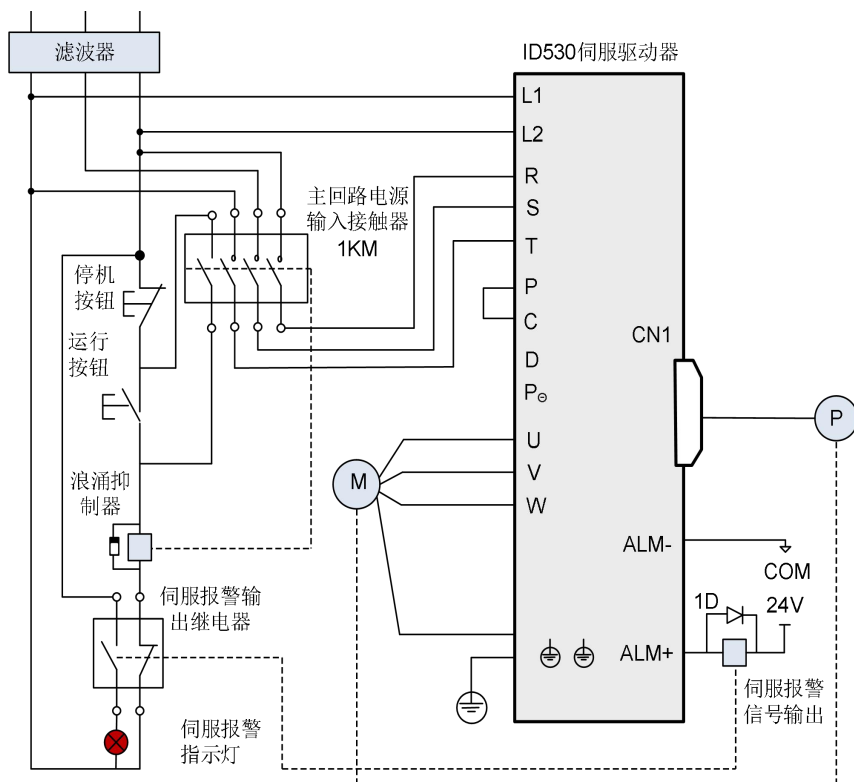 滤波器
ID530伺服驱动器
L1
L2
R
S
T
P
C
D
P⊖
U
V
W
CN1
P
主回路电源
输入接触器
1KM
停机
按钮
运行
按钮
浪涌抑
制器
M
ALM-
COM
1D
24V
ALM+
伺服报警输
出继电器
伺服报警
信号输出
伺服报警
指示灯